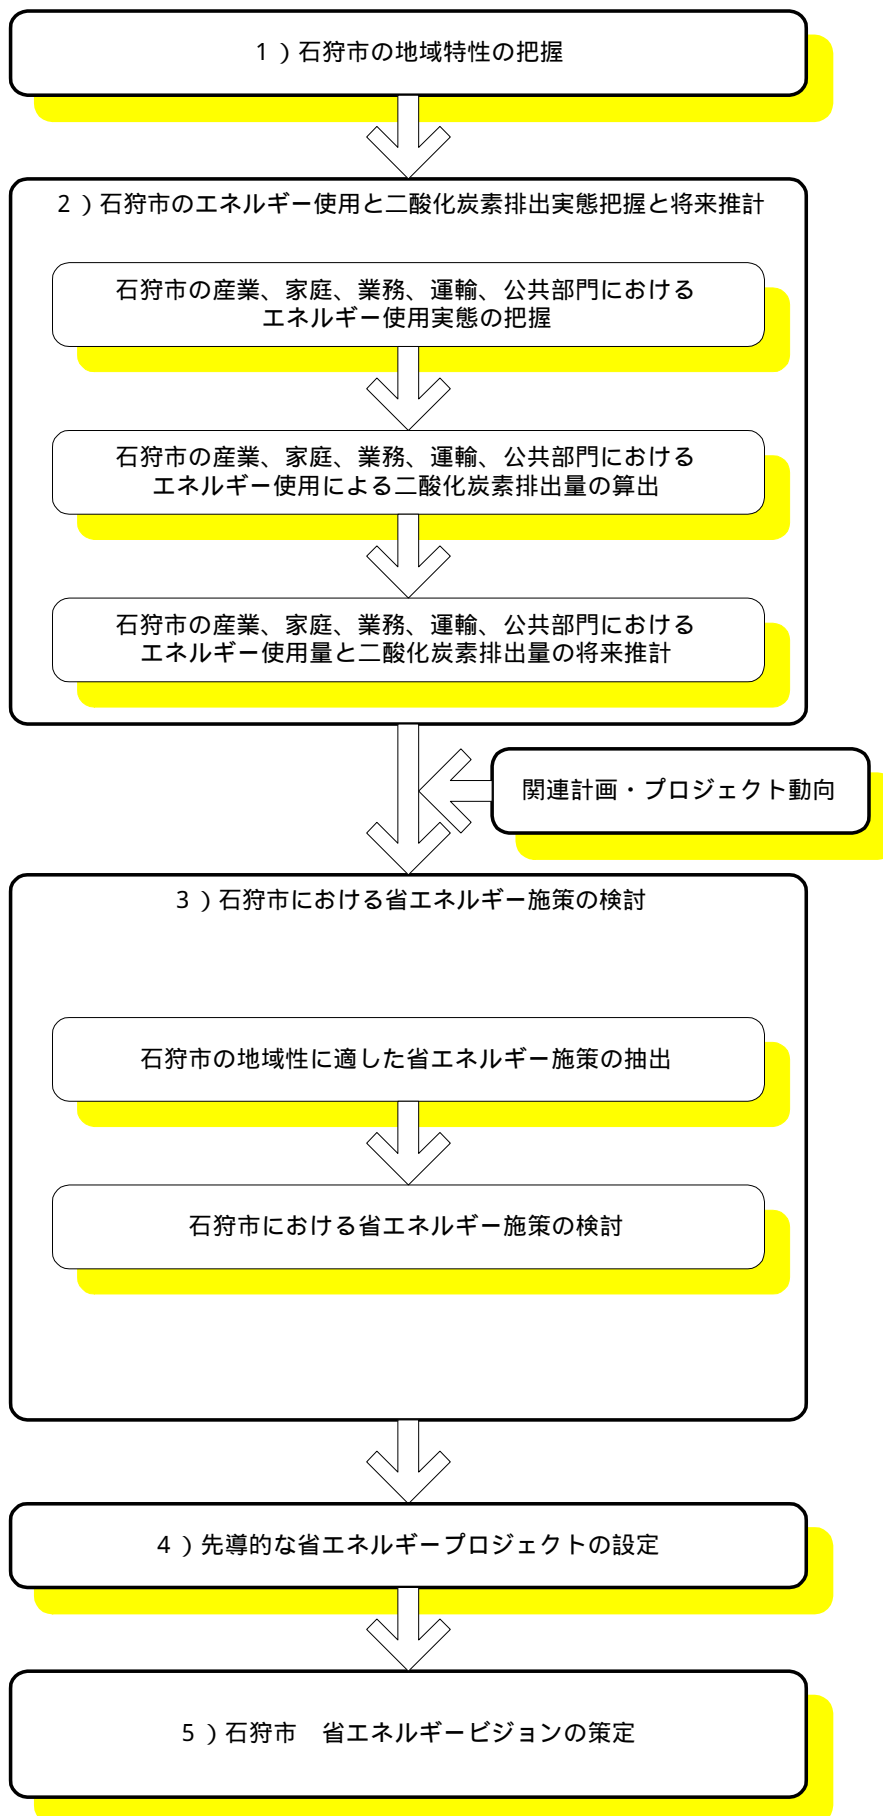 1）石狩市の地域特性の把握
2）石狩市のエネルギー使用と二酸化炭素排出実態把握と将来推計
石狩市の産業、家庭、業務、運輸、公共部門における
エネルギー使用実態の把握
石狩市の産業、家庭、業務、運輸、公共部門における
エネルギー使用による二酸化炭素排出量の算出
石狩市の産業、家庭、業務、運輸、公共部門における
エネルギー使用量と二酸化炭素排出量の将来推計
関連計画・プロジェクト動向
3）石狩市における省エネルギー施策の検討
石狩市の地域性に適した省エネルギー施策の抽出
石狩市における省エネルギー施策の検討
4）先導的な省エネルギープロジェクトの設定
5）石狩市　省エネルギービジョンの策定